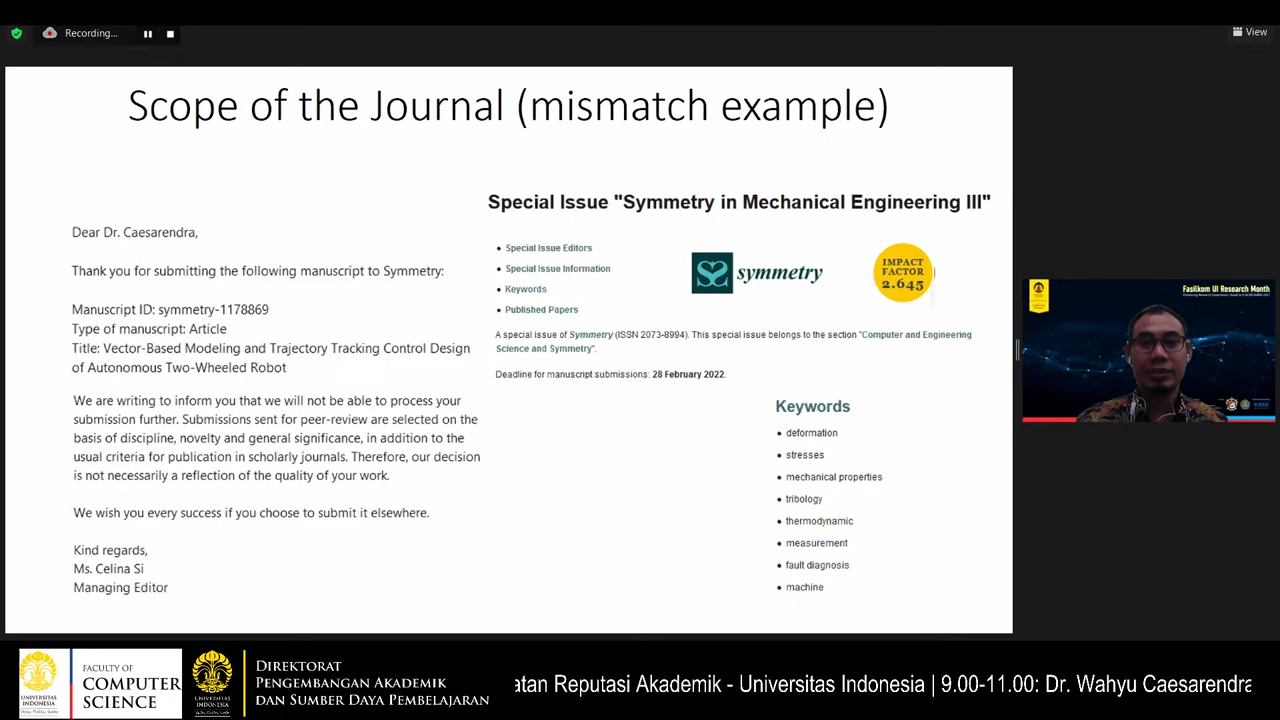 Recording...
View
Scope of the Journal (mismatch example)
Dear Dr. Caesarendra,
Thank you for submitting the following manuscript to Symmetry:
Manuscript ID: symmetry-1178869
Type of manuscript: Article
Title: Vector-Based Modeling and Trajectory Tracking Control Design
of Autonomous Two-Wheeled Robot
We are writing to inform you that we will not be able to process your
submission further. Submissions sent for peer-review are selected on the
basis of discipline, novelty and general significance, in addition to the
usual criteria for publication in scholarly journals. Therefore, our decision
is not necessarily a reflection of the quality of your work.
We wish you every success if you choose to submit it elsewhere.
Kind regards,
Ms. Celina Si
Managing Editor
Special Issue "Symmetry in Mechanical Engineering III"
• Special Issue Editors
• Special Issue Information
• Keywords
• Published Papers
symmetry
IMPACT
FACTOR
2.645
A special issue of Symmetry (ISSN 2073-8994). This special issue belongs to the section "Computer and Engineering
Science and Symmetry".
Deadline for manuscript submissions: 28 February 2022.
Keywords
• deformation
• stresses
• mechanical properties
• tribology
• thermodynamic
• measurement
• fault diagnosis
• machine
Fasilkom UI Research Month
UNIVERSITAS
INDONESIA
FACULTY OF
COMPUTER
SCIENCE
UNIVERSITAS
INDONESIA
DIREKTORAT
PENGEMBANGAN AKADEMIK
DAN SUMBER DAYA PEMBELAJARAN
atan Reputasi Akademik - Universitas Indonesia | 9.00-11.00: Dr. Wahyu Caesarendra